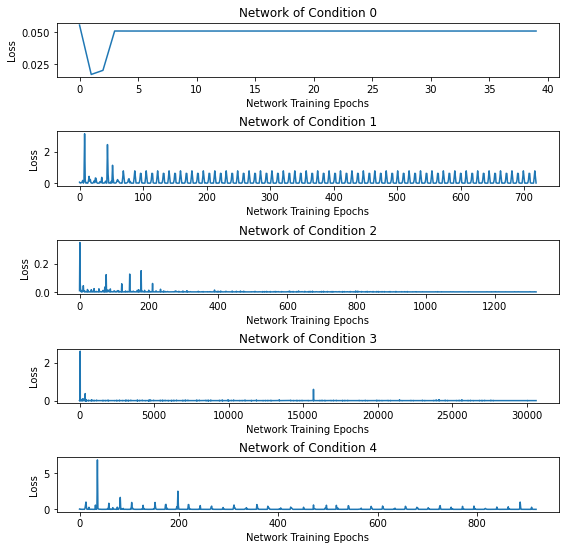 Network of Condition 0
Loss
0.050
0.025
0 5 10 15 20 25 30 35 40
Network Training Epochs
Network of Condition 1
Loss
2
0
0 100 200 300 400 500 600 700
Network Training Epochs
Network of Condition 2
Loss
0.2
0.0
0 200 400 600 800 1000 1200
Network Training Epochs
Network of Condition 3
Loss
2
0
0 5000 10000 15000 20000 25000 30000
Network Training Epochs
Network of Condition 4
Loss
5
0
0 200 400 600 800
Network Training Epochs